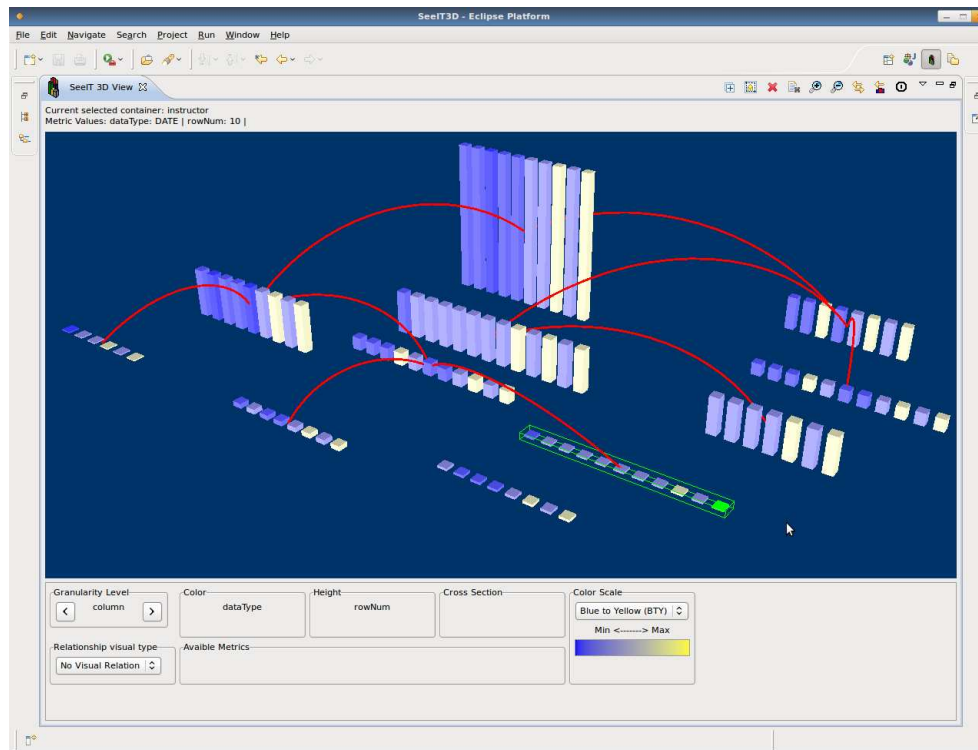 SeeIT3D - Eclipse Platform
File Edit Navigate Search Project Run Window Help
SeeIT 3D View
Current selected container: instructor
Metric Values: dataType: DATE | rowNum: 10 |
Granularity Level
< column >
Color
dataType
Height
rowNum
Cross Section
Color Scale
Blue to Yellow (BTY)
Min <-------> Max
Relationship visual type
No Visual Relation
Avaible Metrics